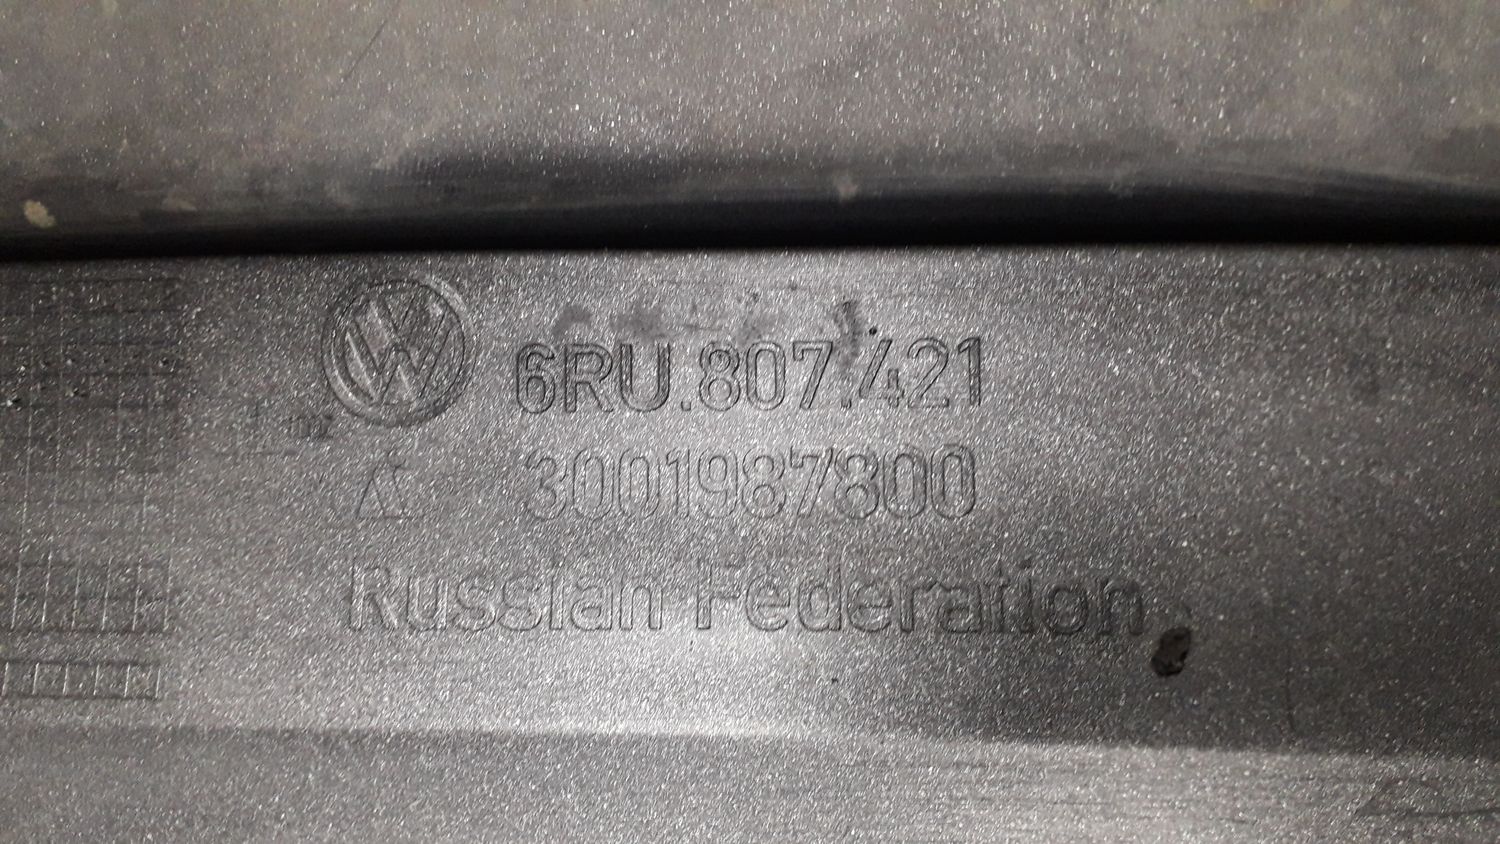 6RU.807.421
3001987800
Russian Federation